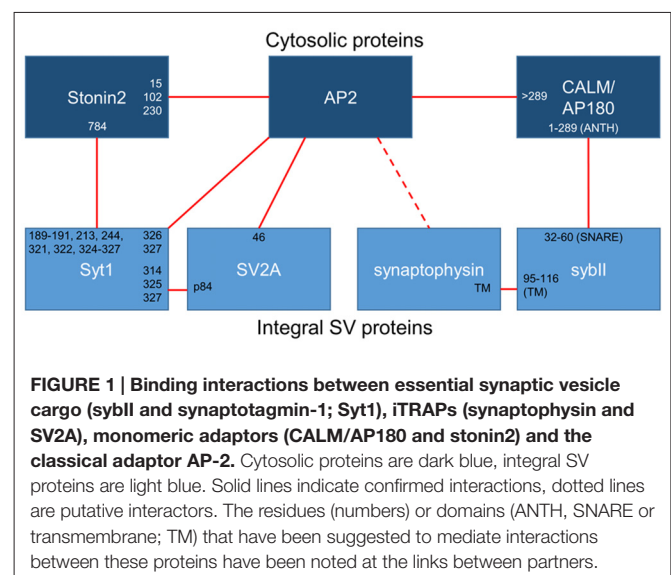 Cytosolic proteins
Stonin2
15
102
230
784
AP2
>289
CALM/
AP180
1-289 (ANTH)
189-191, 213, 244,
321, 322, 324-327
326
327
Syt1
314
325
327
46
SV2A
p84
synaptophysin
TM
32-60 (SNARE)
sybII
95-116
(TM)
Integral SV proteins
FIGURE 1 | Binding interactions between essential synaptic vesicle
cargo (sybII and synaptotagmin-1; Syt1), iTRAPs (synaptophysin and
SV2A), monomeric adaptors (CALM/AP180 and stonin2) and the
classical adaptor AP-2. Cytosolic proteins are dark blue, integral SV
proteins are light blue. Solid lines indicate confirmed interactions, dotted lines
are putative interactors. The residues (numbers) or domains (ANTH, SNARE or
transmembrane; TM) that have been suggested to mediate interactions
between these proteins have been noted at the links between partners.